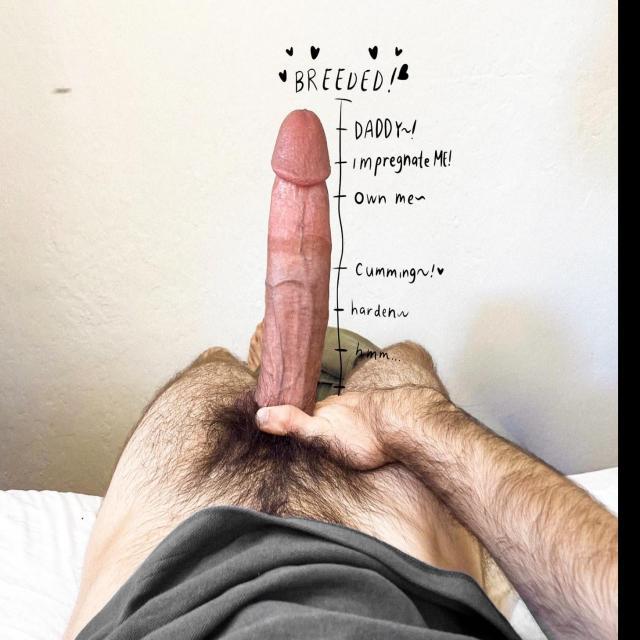 BREEDED!
DADDY~!
impregnate ME!
Own me~
Cumming~!
harden~
hmm...